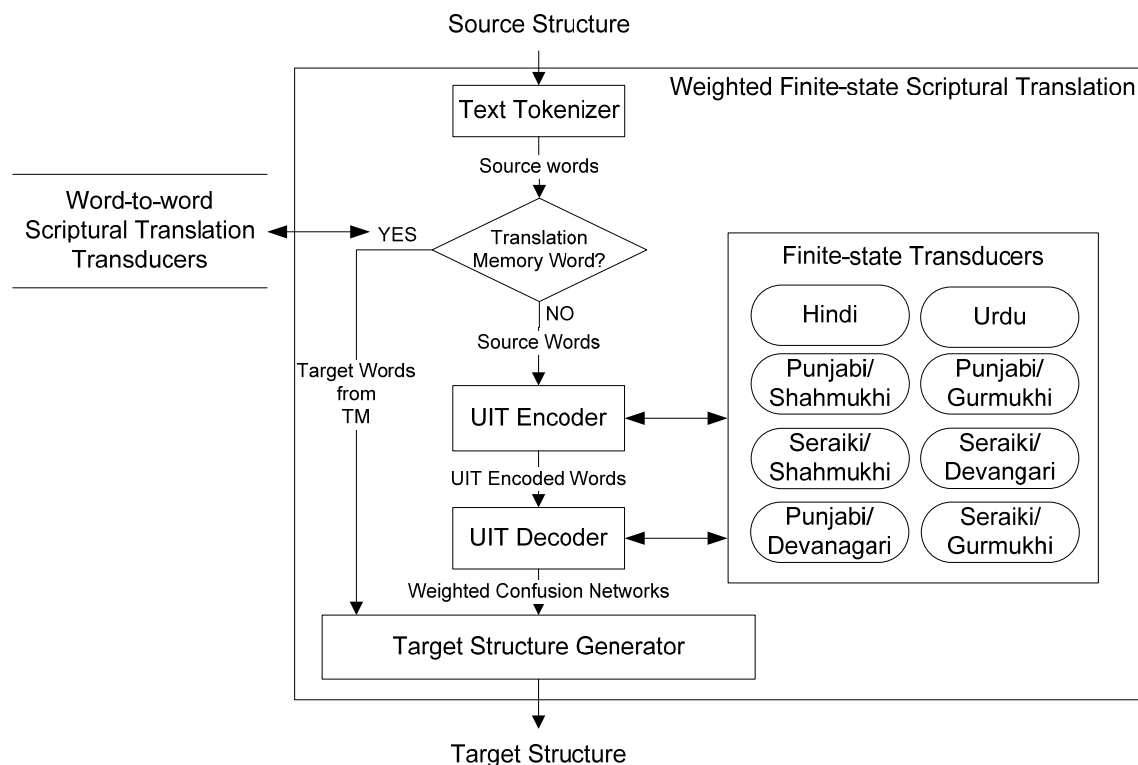 Source Structure
Weighted Finite-state Scriptural Translation
Text Tokenizer
Source words
Word-to-word
Scriptural Translation
Transducers
YES
Translation
Memory Word?
NO
Source Words
Target Words
from
TM
UIT Encoder
UIT Encoded Words
UIT Decoder
Weighted Confusion Networks
Target Structure Generator
Target Structure
Finite-state Transducers
Hindi
Urdu
Punjabi/
Shahmukhi
Punjabi/
Gurmukhi
Seraiki/
Shahmukhi
Seraiki/
Devangari
Punjabi/
Devanagari
Seraiki/
Gurmukhi